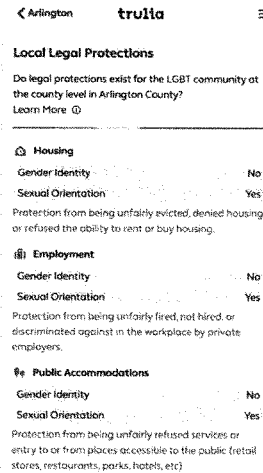 Arlington
trulia
Local Legal Protections
Do legal protections exist for the LGBT community at
the county level in Arlington County?
Learn More
Housing
Gender Identity No
Sexual Orientation Yes
Protection from being unfairly evicted, denied housing
or refused the ability to rent or buy housing.
Employment
Gender Identity No
Sexual Orientation Yes
Protection from being unfairly fired, not hired, or
discriminated against in the workplace by private
employers.
Public Accommodations
Gender Identity No
Sexual Orientation Yes
Protection from being unfairly refused services or
entry to or from places accessible to the public (retail
stores, restaurants, parks, hotels, etc)